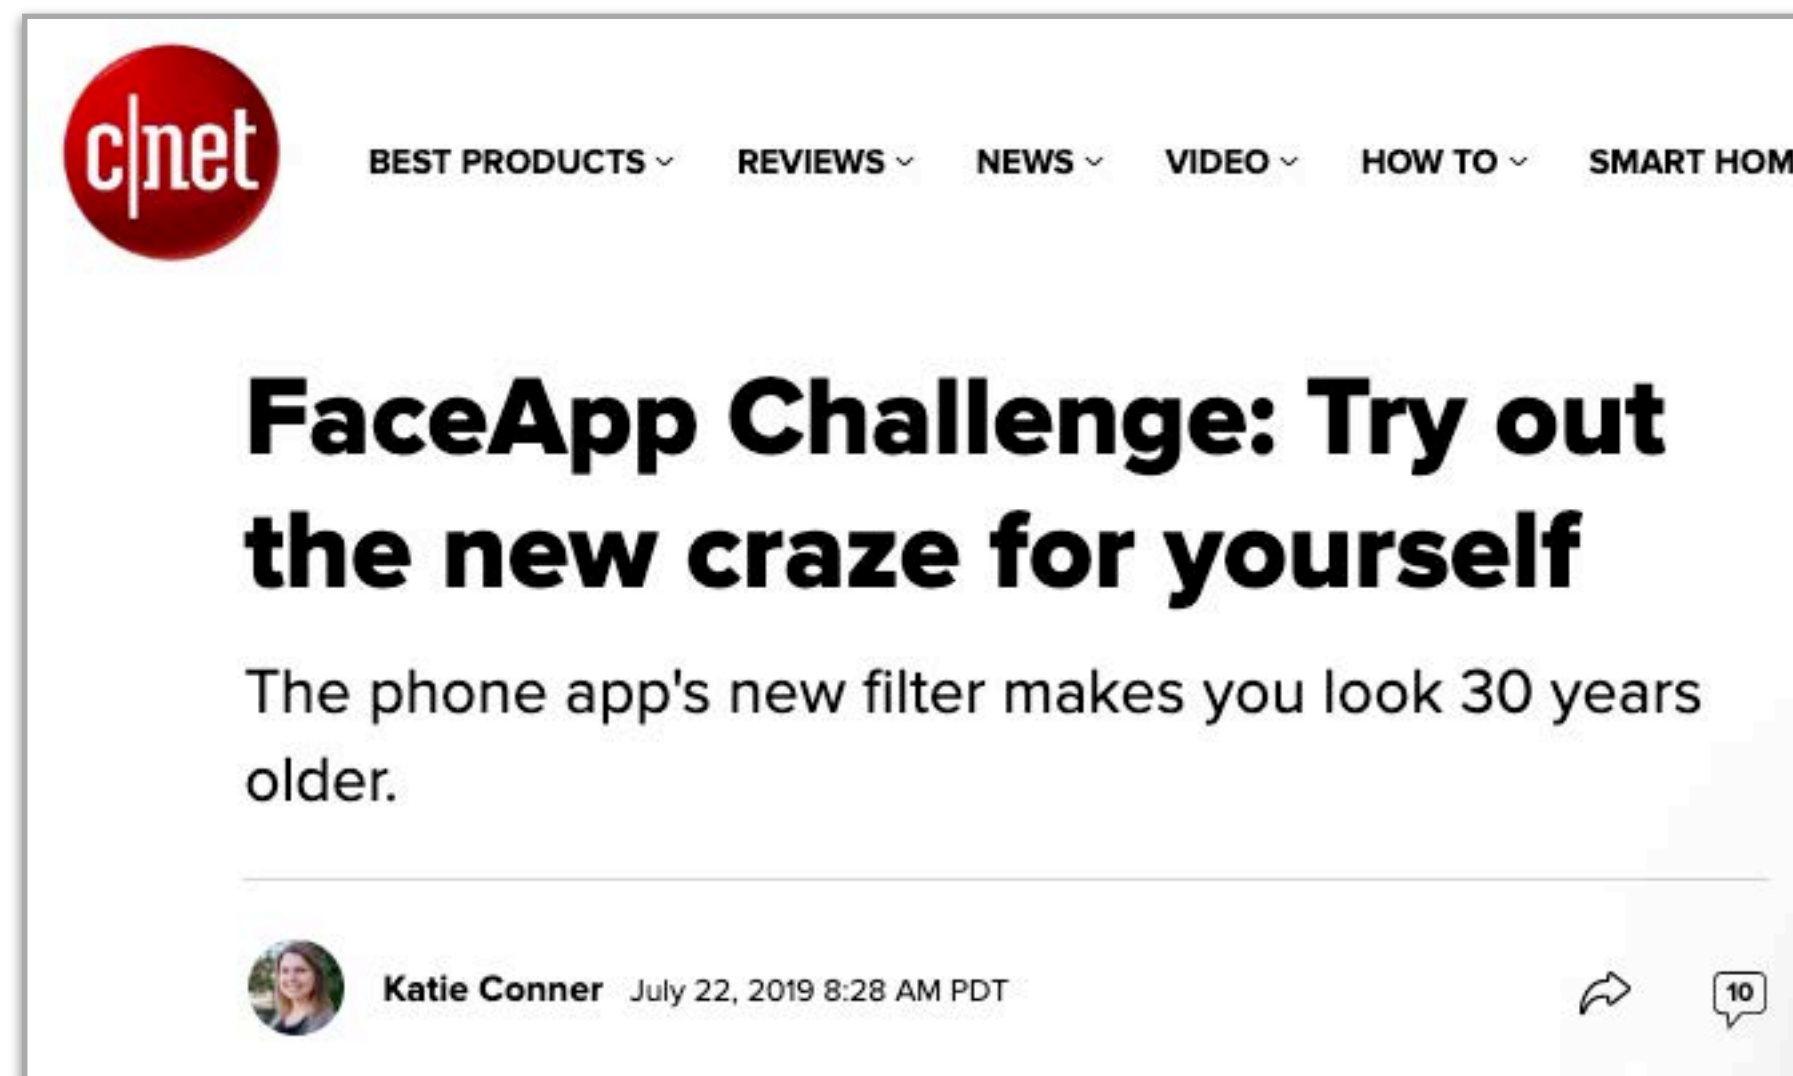 c|net
BEST PRODUCTS REVIEWS NEWS VIDEO HOW TO SMART HOM
FaceApp Challenge: Try out
the new craze for yourself
The phone app's new filter makes you look 30 years
older.
Katie Conner July 22, 2019 8:28 AM PDT 10